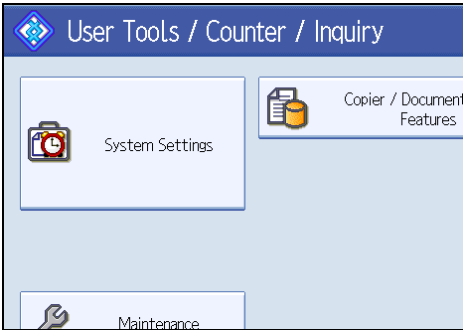 User Tools / Counter / Inquiry
System Settings
Copier / Document
Features
Maintenance